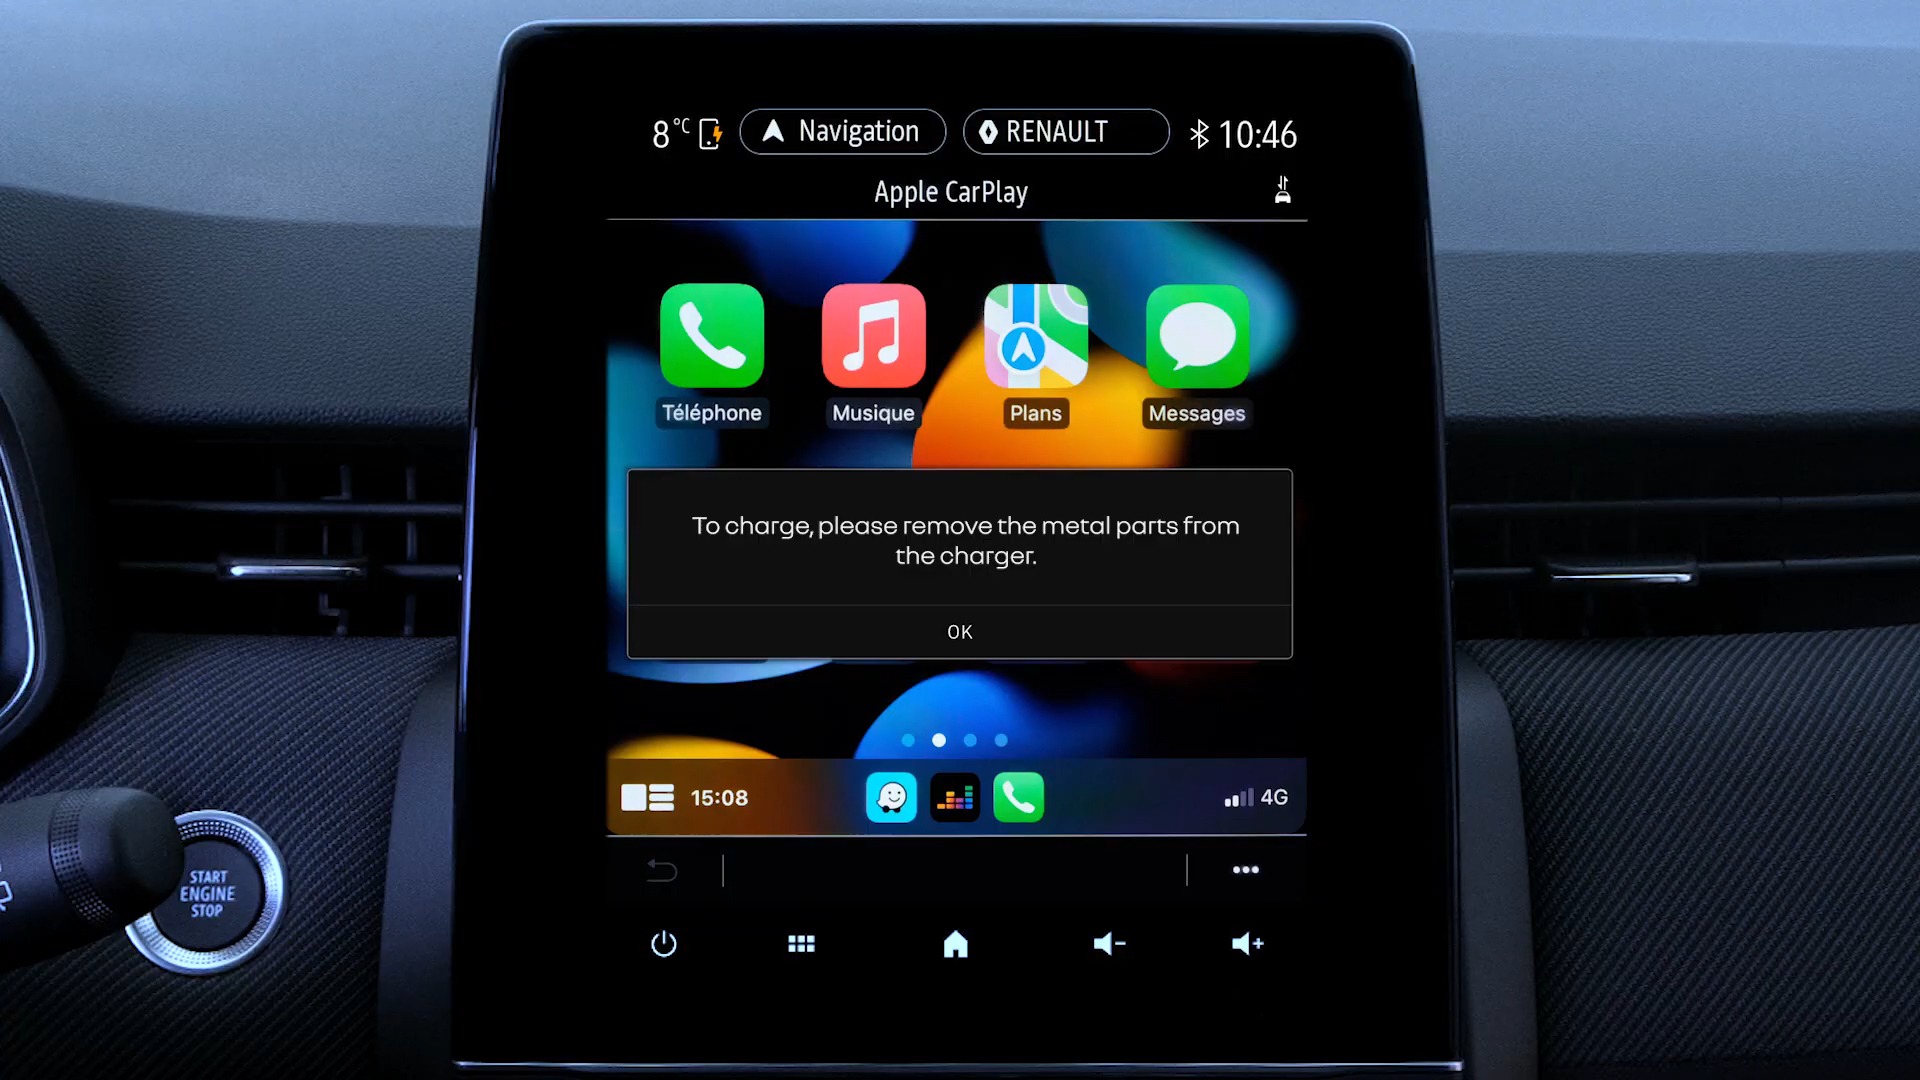 8°C Navigation RENAULT 10:46
Apple CarPlay
Téléphone Musique Plans Messages
To charge, please remove the metal parts from
the charger.
OK
15:08 4G
START
ENGINE
STOP